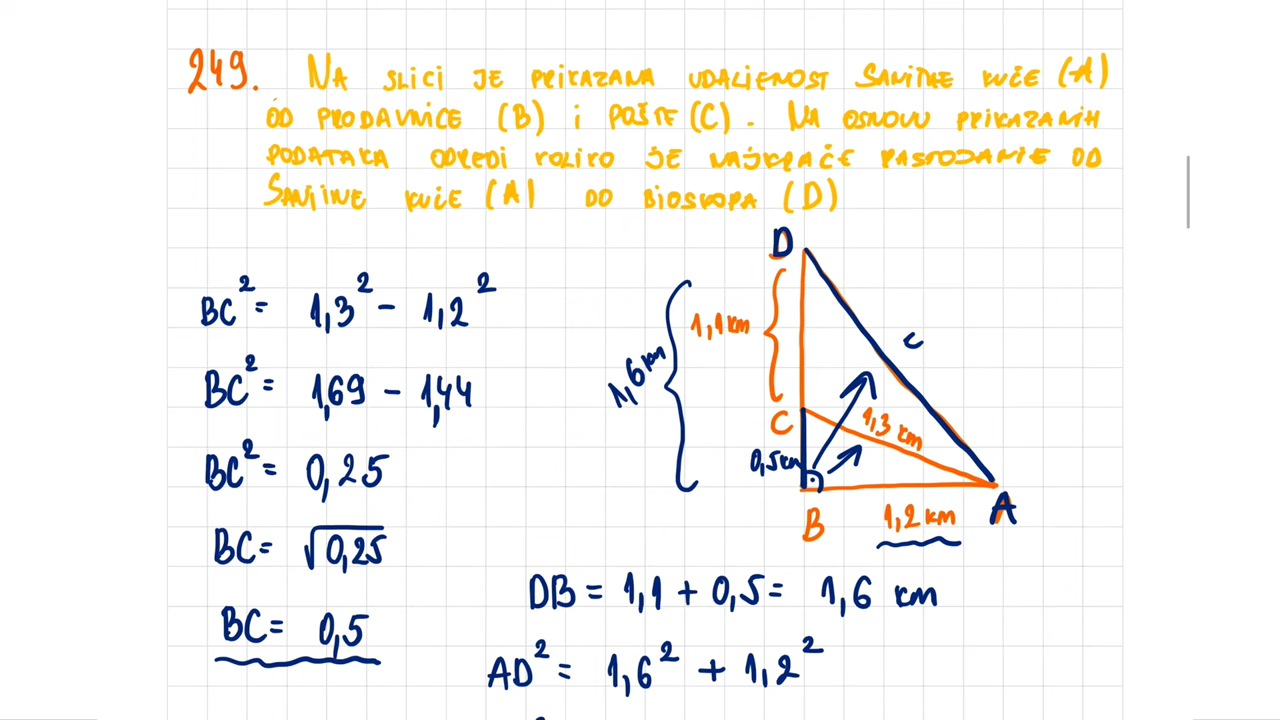 249. NA SLICI JE PRIKAZANA UDALJENOST SANJINE KUĆE (A)
OD PRODAVNICE (B) I POŠTE (C). NA OSNOVU PRIKAZANIH
PODATAKA ODREDI KOLIKO JE NAJKRAĆE RASTOJANJE OD
SANJINE KUĆE (A) DO BIOSKOPA (D)
D
BC² = 1,3² - 1,2²
1,1 km
c
1,6 km
BC² = 1,69 - 1,44
C
1,3 km
BC² = 0,25
0,5 km
B
1,2 km
A
BC = √0,25
DB = 1,1 + 0,5 = 1,6 km
BC = 0,5
AD² = 1,6² + 1,2²